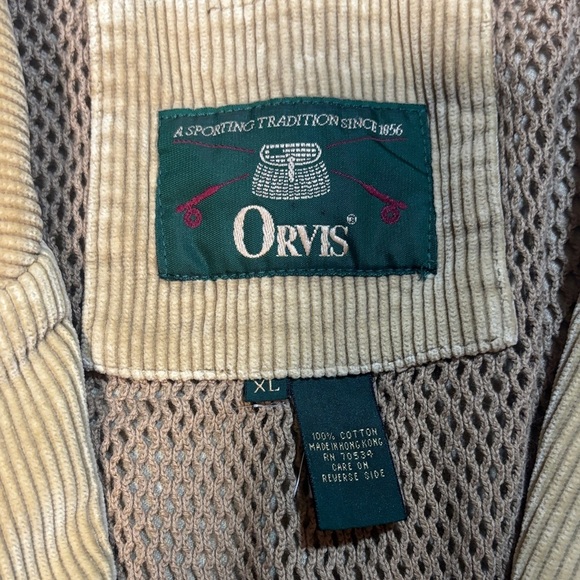 A SPORTING TRADITION SINCE 1856
ORVIS®
XL
100% COTTON
MADE IN HONG KONG
RN 70534
CARE ON
REVERSE SIDE